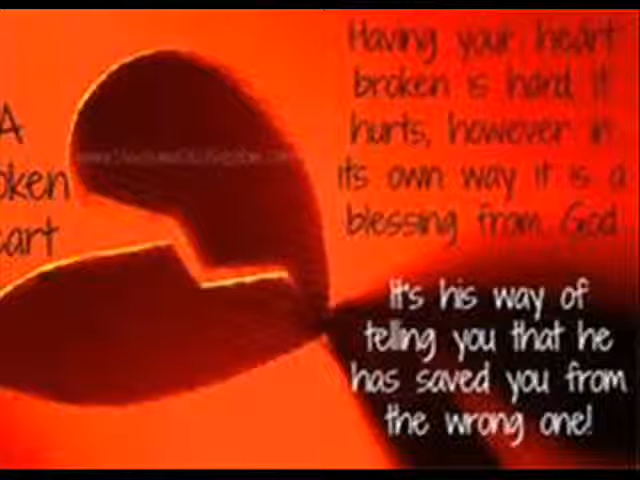 A
oken
art
Having your heart
broken is hard, it
hurts, however in
it's own way it is a
blessing from God.
It's his way of
telling you that he
has saved you from
the wrong one!